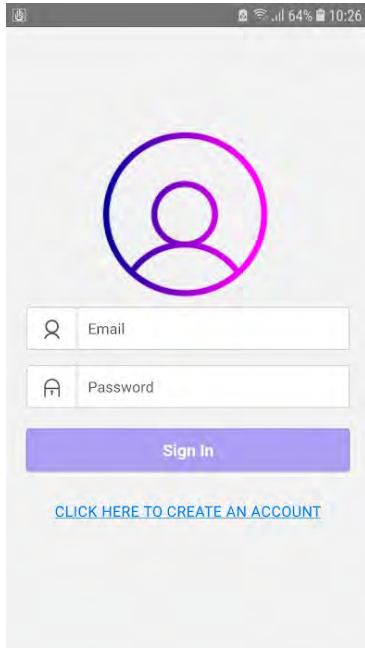 64% 10:26
Email
Password
Sign In
CLICK HERE TO CREATE AN ACCOUNT